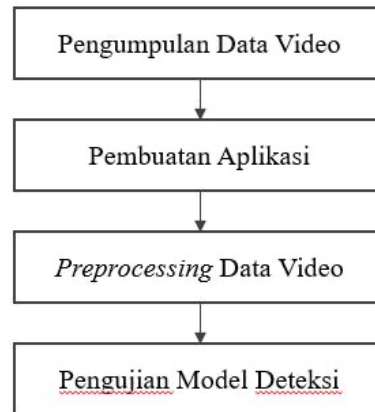 Pengumpulan Data Video
Pembuatan Aplikasi
Preprocessing Data Video
Pengujian Model Deteksi